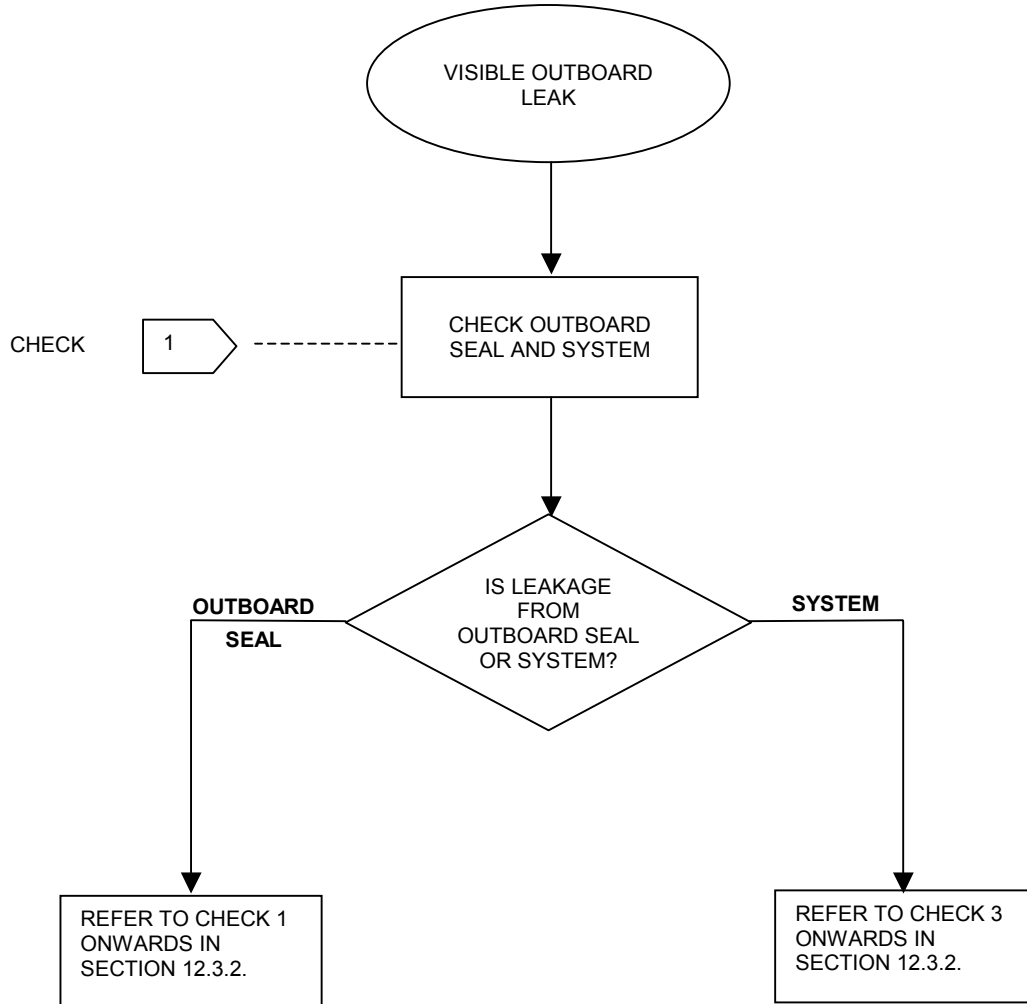 VISIBLE OUTBOARD
LEAK
CHECK
1
CHECK OUTBOARD
SEAL AND SYSTEM
IS LEAKAGE
FROM
OUTBOARD SEAL
OR SYSTEM?
OUTBOARD
SEAL
SYSTEM
REFER TO CHECK 1
ONWARDS IN
SECTION 12.3.2.
REFER TO CHECK 3
ONWARDS IN
SECTION 12.3.2.